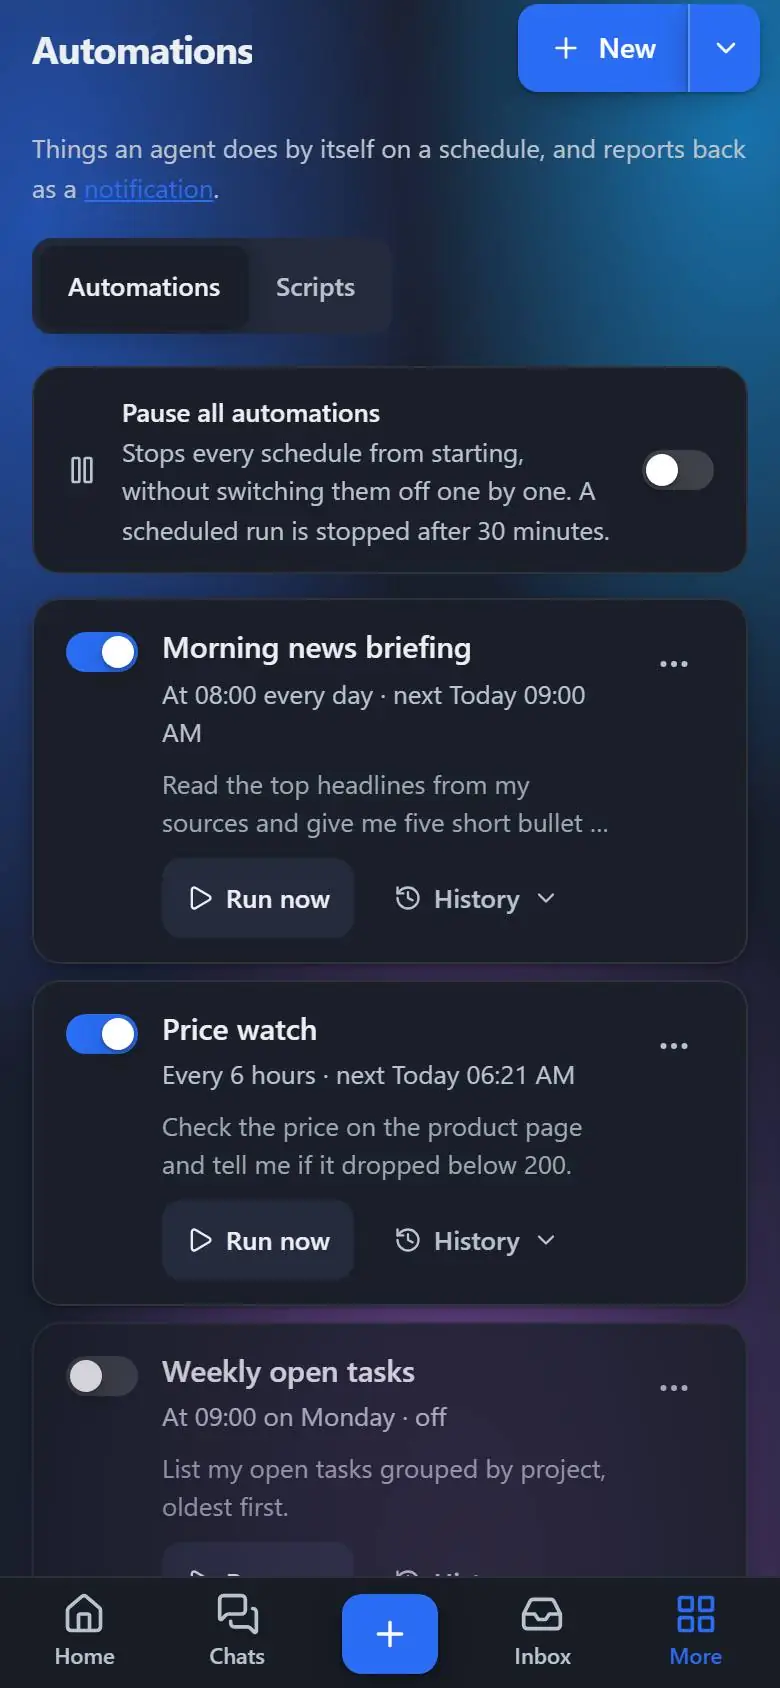 Automations
New
Things an agent does by itself on a schedule, and reports back
as a notification.
Automations
Scripts
Pause all automations
Stops every schedule from starting,
without switching them off one by one. A
scheduled run is stopped after 30 minutes.
Morning news briefing
At 08:00 every day · next Today 09:00
AM
Read the top headlines from my
sources and give me five short bullet ...
Run now
History
Price watch
Every 6 hours · next Today 06:21 AM
Check the price on the product page
and tell me if it dropped below 200.
Run now
History
Weekly open tasks
At 09:00 on Monday · off
List my open tasks grouped by project,
oldest first.
Home
Chats
Inbox
More